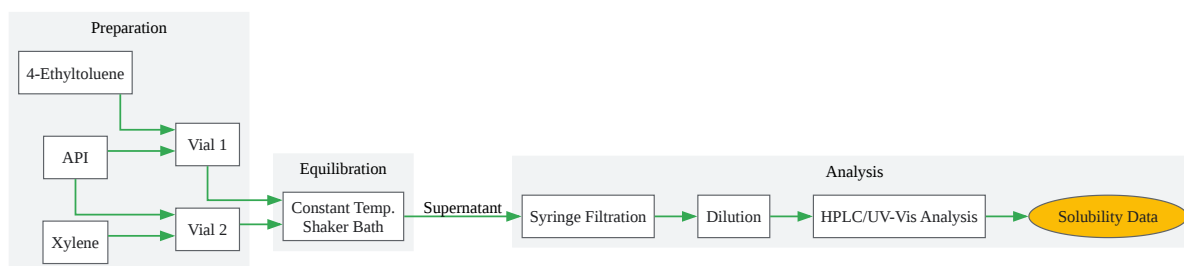 Preparation
4-Ethyltoluene
Vial 1
API
Vial 2
Xylene
Equilibration
Constant Temp.
Shaker Bath
Supernatant
Analysis
Syringe Filtration
Dilution
HPLC/UV-Vis Analysis
Solubility Data